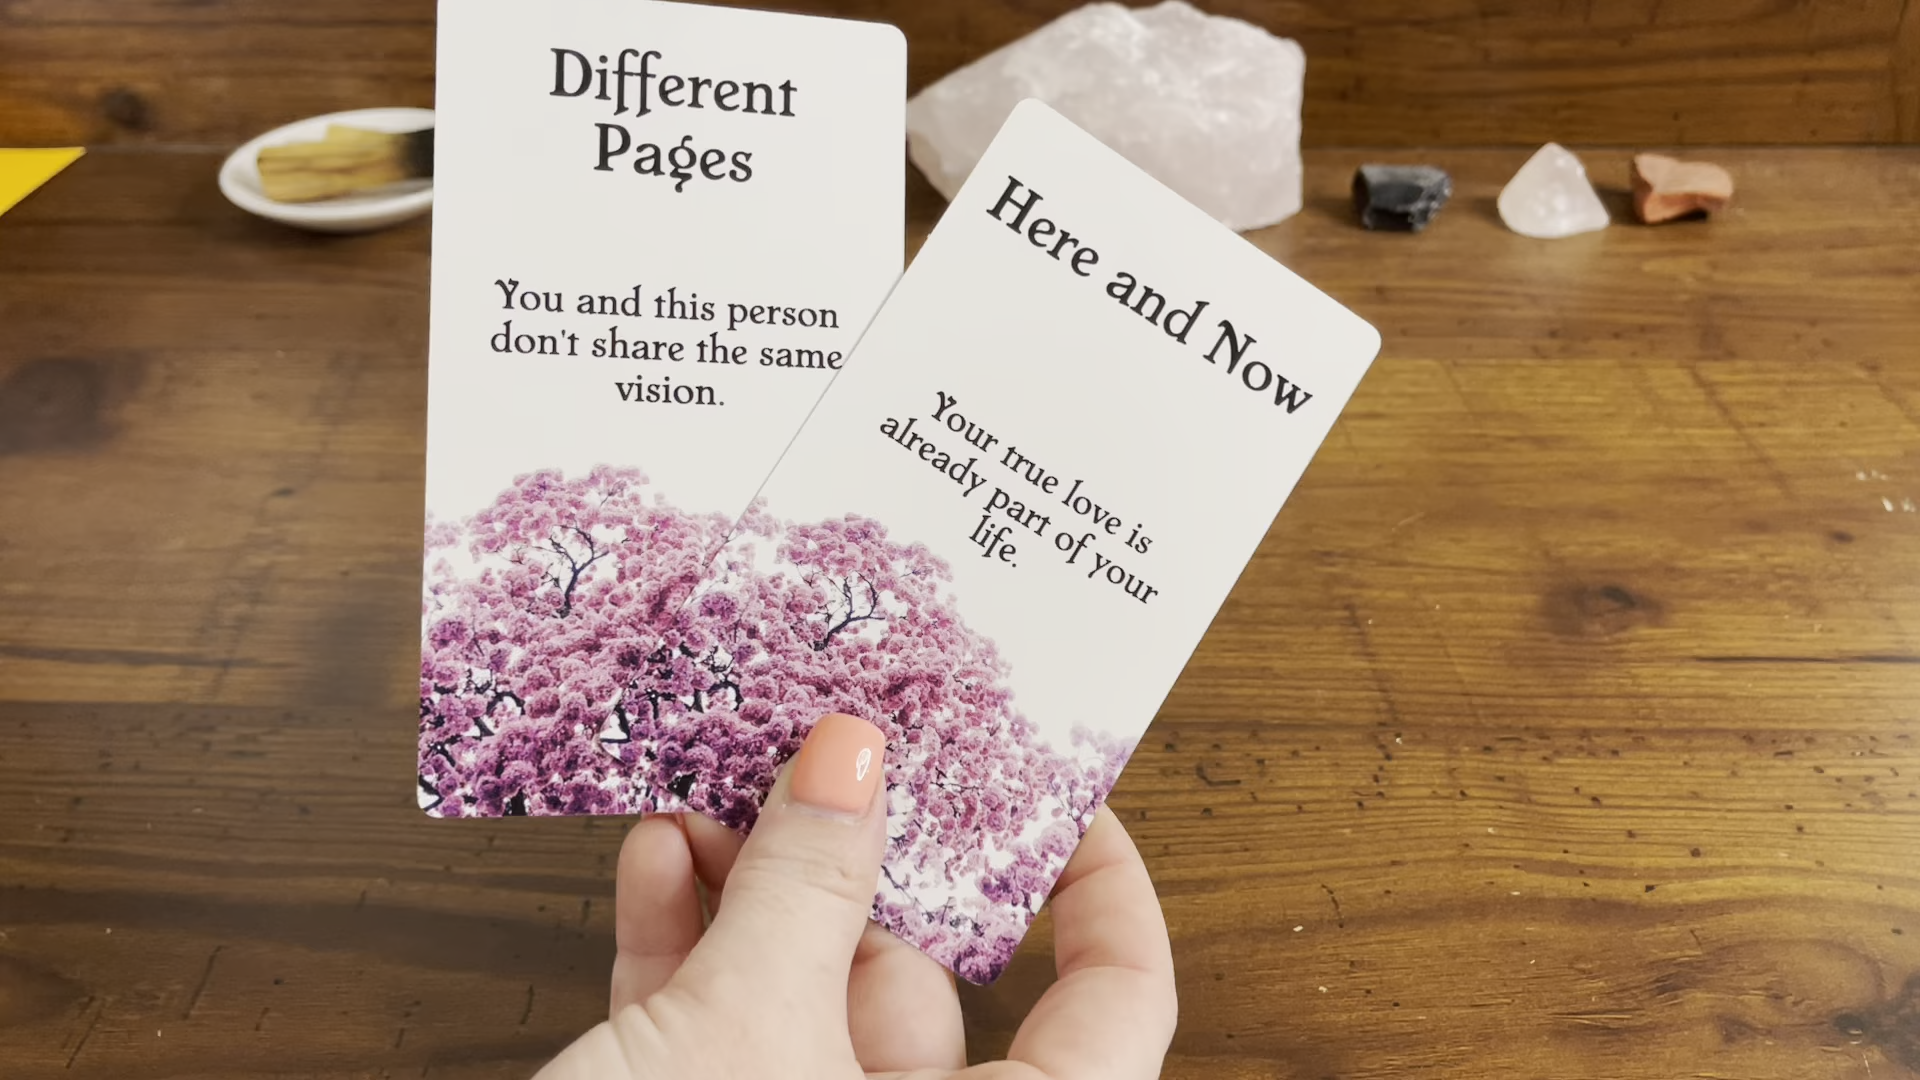 Different
Pages
You and this person
don't share the same
vision.
Here and Now
Your true love is
already part of your
life.